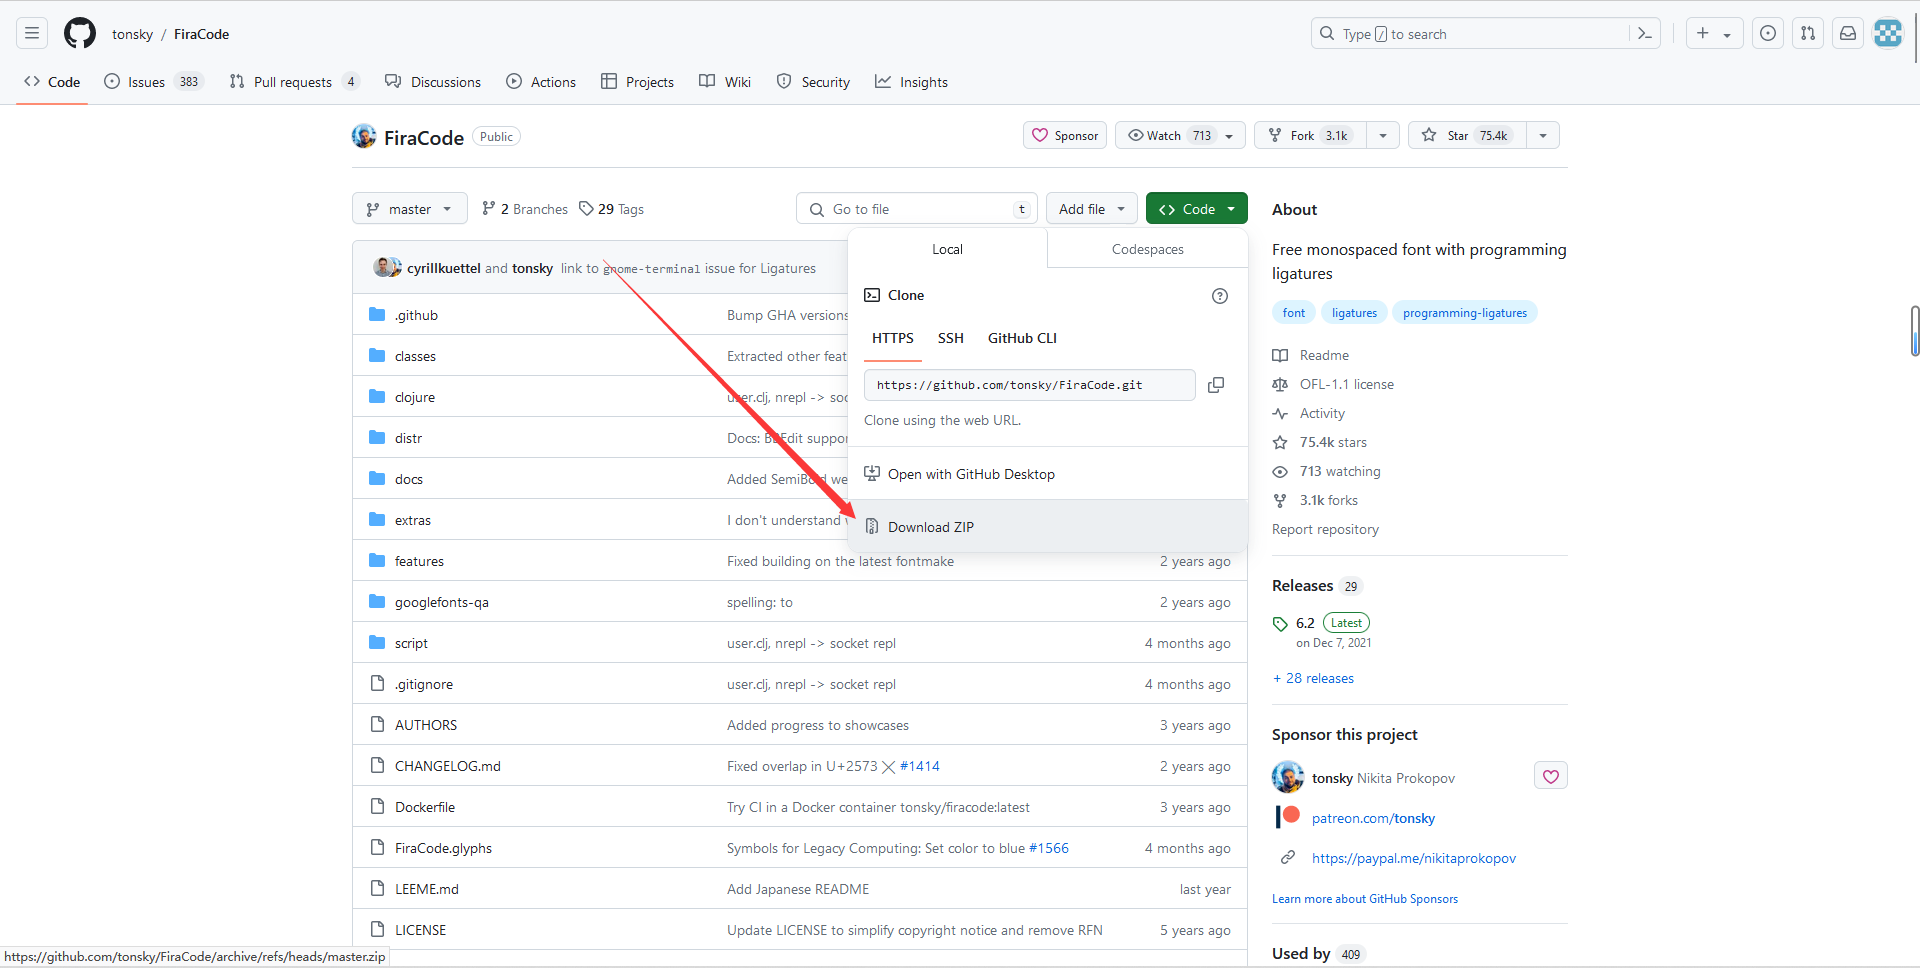 tonsky / FiraCode
Type / to search
Code
Issues 383
Pull requests 4
Discussions
Actions
Projects
Wiki
Security
Insights
FiraCode Public
Sponsor
Watch 713
Fork 3.1k
Star 75.4k
master
2 Branches
29 Tags
Go to file t
Add file
Code
Local
Codespaces
Clone
HTTPS
SSH
GitHub CLI
https://github.com/tonsky/FiraCode.git
Clone using the web URL.
Open with GitHub Desktop
Download ZIP
cyrillkuettel and tonsky link to gnome-terminal issue for Ligatures
.github Bump GHA versions
classes Extracted other feat
clojure user.clj, nrepl -> soc
distr Docs: BBEdit suppor
docs Added SemiBold we
extras I don't understand
features Fixed building on the latest fontmake 2 years ago
googlefonts-qa spelling: to 2 years ago
script user.clj, nrepl -> socket repl 4 months ago
.gitignore user.clj, nrepl -> socket repl 4 months ago
AUTHORS Added progress to showcases 3 years ago
CHANGELOG.md Fixed overlap in U+2573 ╳ #1414 2 years ago
Dockerfile Try CI in a Docker container tonsky/firacode:latest 3 years ago
FiraCode.glyphs Symbols for Legacy Computing: Set color to blue #1566 4 months ago
LEEME.md Add Japanese README last year
LICENSE Update LICENSE to simplify copyright notice and remove RFN 5 years ago
About
Free monospaced font with programming
ligatures
font
ligatures
programming-ligatures
Readme
OFL-1.1 license
Activity
75.4k stars
713 watching
3.1k forks
Report repository
Releases 29
6.2 Latest
on Dec 7, 2021
+ 28 releases
Sponsor this project
tonsky Nikita Prokopov
patreon.com/tonsky
https://paypal.me/nikitaprokopov
Learn more about GitHub Sponsors
Used by 409
https://github.com/tonsky/FiraCode/archive/refs/heads/master.zip